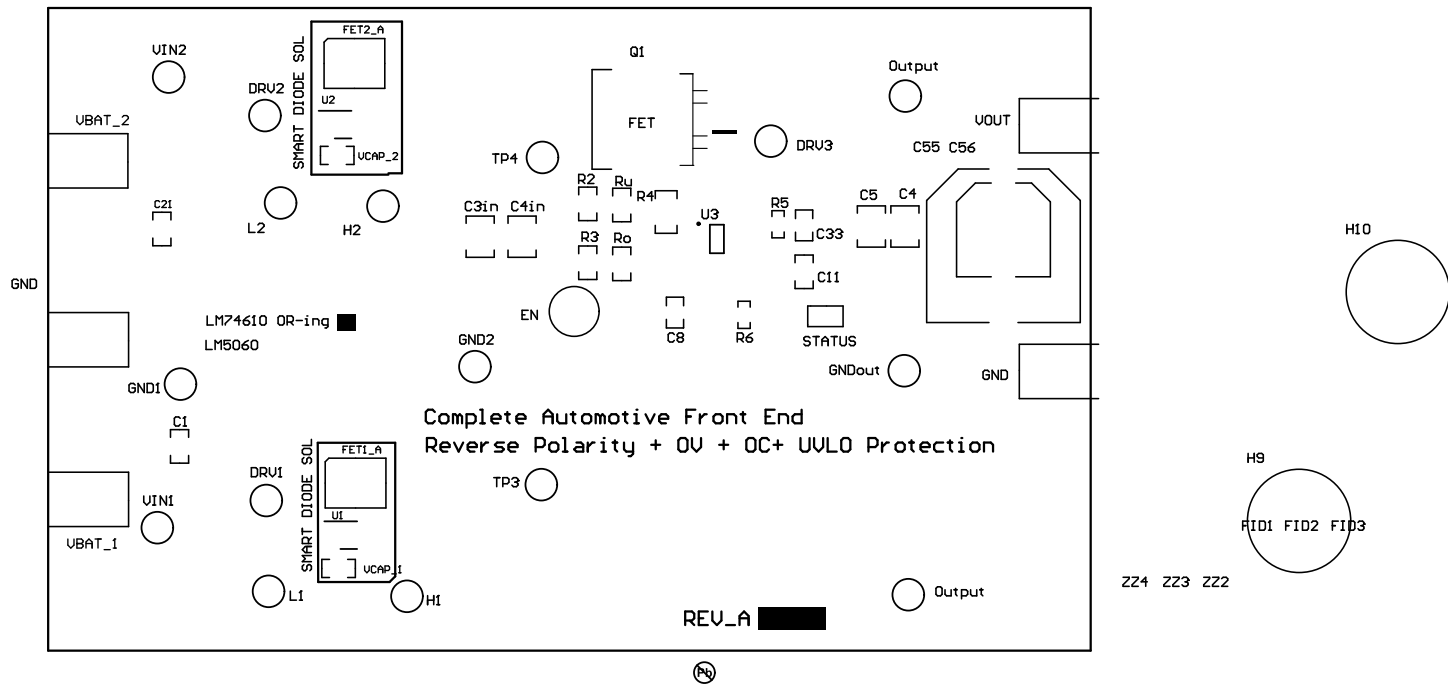 FET2_A
VIN2
SMART DIODE SOL
Q1
Output
DRV2
U2
VBAT_2
FET
VOUT
DRV3
C55 C56
VCAP_2
TP4
R2
Ru
R4
R5
C5
C4
C21
C3in
C4in
U3
L2
H2
H10
R3
Ro
C33
C11
GND
EN
LM74610 OR-ing
LM5060
C8
R6
STATUS
GND2
GNDout
GND
GND1
Complete Automotive Front End
Reverse Polarity + OV + OC+ UVLO Protection
C1
FET1_A
SMART DIODE SOL
H9
DRV1
TP3
VIN1
U1
FID1 FID2 FID3
VBAT_1
VCAP_1
ZZ4 ZZ3 ZZ2
L1
H1
Output
REV_A
Pb